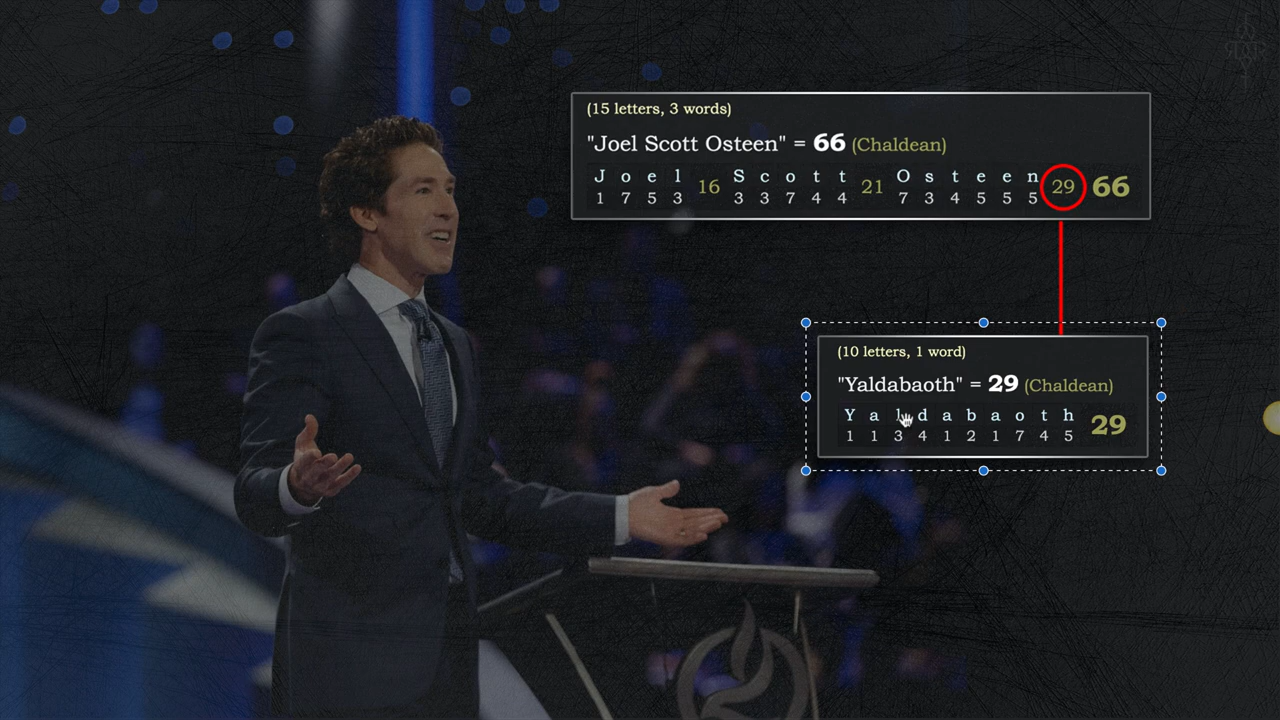 (15 letters, 3 words)
"Joel Scott Osteen" = 66 (Chaldean)
J o e l 16 S c o t t 21 O s t e e n 29 66
7 5 3 3 3 7 4 4 7 3 4 5 5 5
(10 letters, 1 word)
"Yaldabaoth" = 29 (Chaldean)
Y a l d a b a o t h 29
1 1 3 4 1 2 1 7 4 5